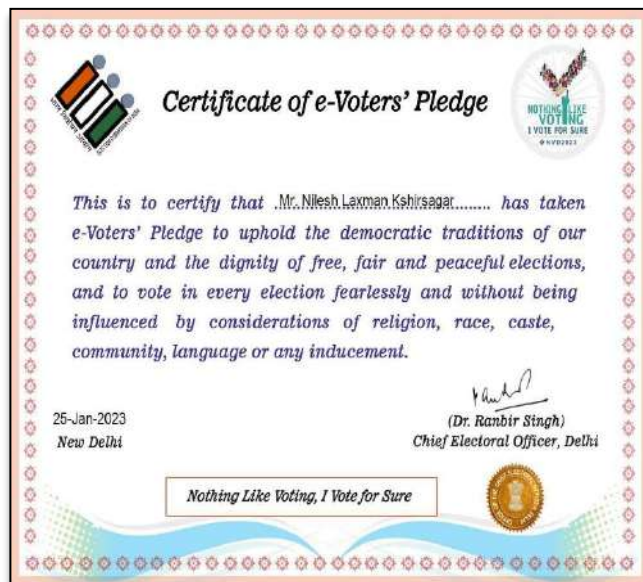 Certificate of e-Voters' Pledge
NOTHING LIKE
VOTING
I VOTE FOR SURE
This is to certify that Mr. Nilesh Laxman Kshirsagar has taken
e-Voters' Pledge to uphold the democratic traditions of our
country and the dignity of free, fair and peaceful elections,
and to vote in every election fearlessly and without being
influenced by considerations of religion, race, caste,
community, language or any inducement.
25-Jan-2023
New Delhi
(Dr. Ranbir Singh)
Chief Electoral Officer, Delhi
Nothing Like Voting, I Vote for Sure